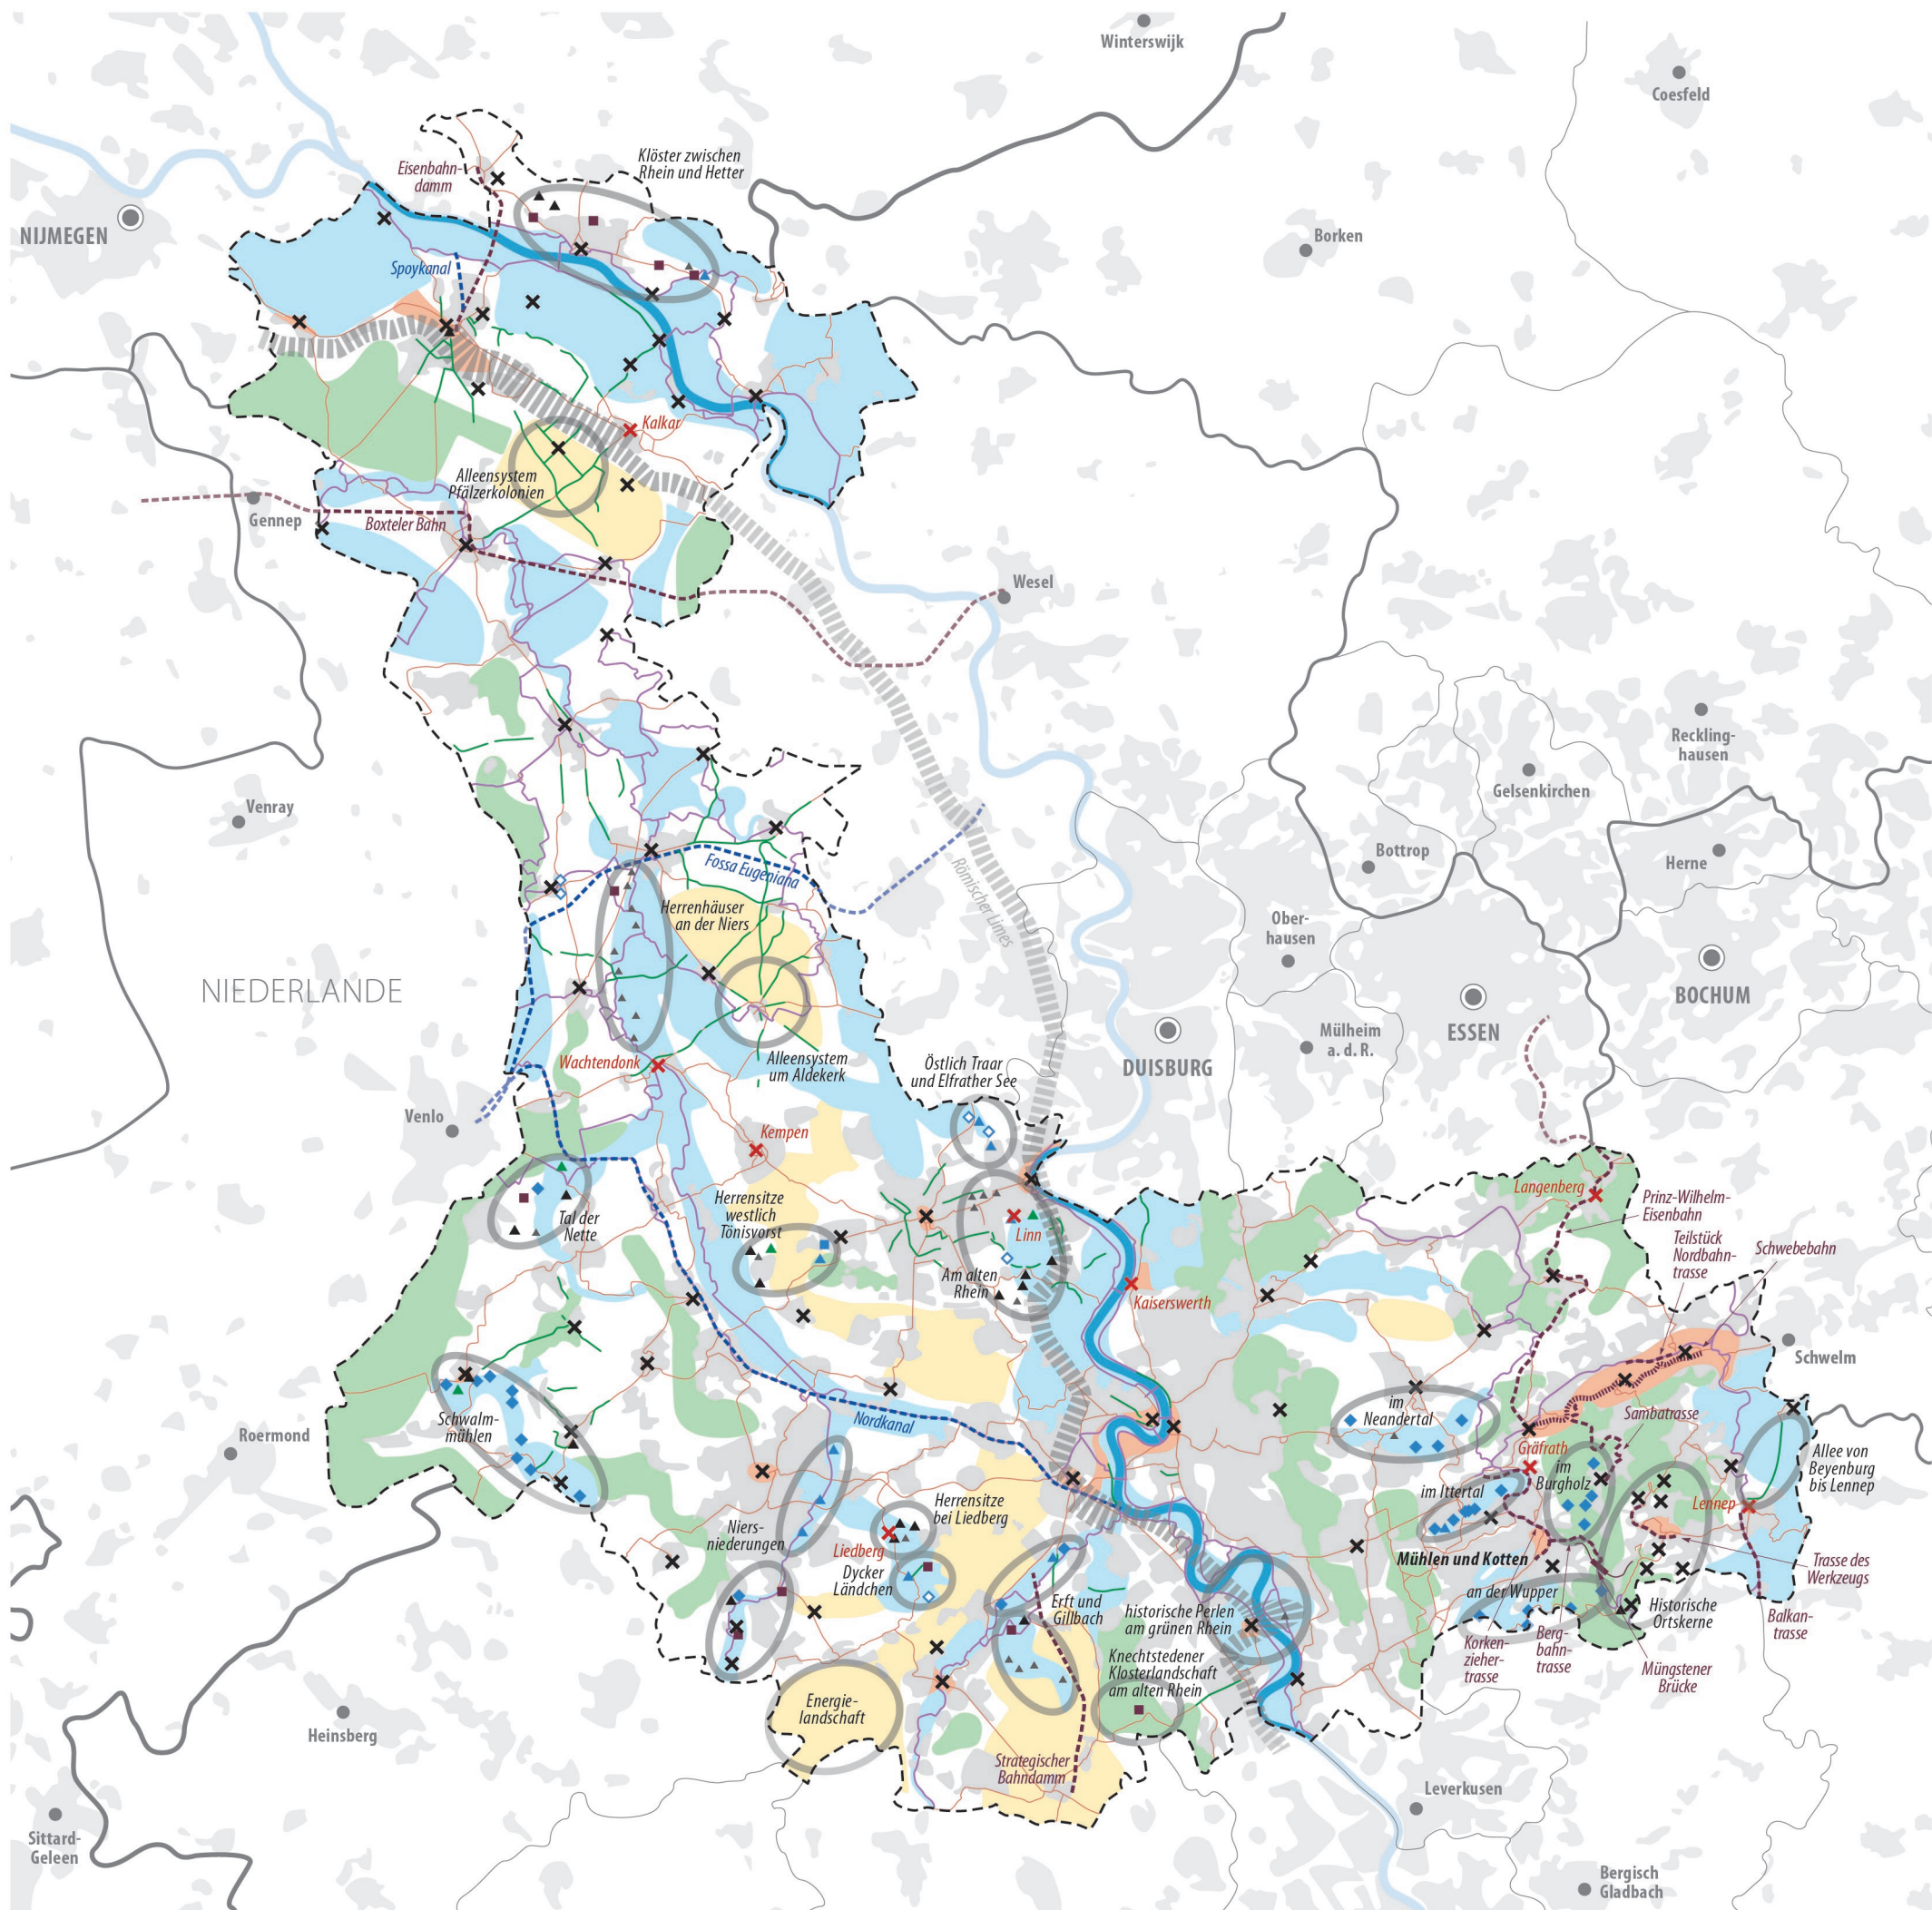 Winterswijk
Coesfeld
Klöster zwischen
Rhein und Hetter
Eisenbahn-
damm
NIJMEGEN
Borken
Spoykanal
Kalkar
Alleensystem
Pfälzerkolonien
Gennep
Boxteler Bahn
Wesel
Reckling-
hausen
Gelsenkirchen
Venray
Bottrop
Herne
Fossa Eugeniana
Römischer Limes
Herrenhäuser
an der Niers
Ober-
hausen
NIEDERLANDE
BOCHUM
ESSEN
Mülheim
a. d. R.
Wachtendonk
Alleensystem
um Aldekerk
Östlich Traar
und Elfrather See
DUISBURG
Venlo
Kempen
Langenberg
Prinz-Wilhelm-
Eisenbahn
Herrensitze
westlich
Tönisvorst
Tal der
Nette
Linn
Teilstück
Nordbahn-
trasse
Schwebebahn
Am alten
Rhein
Kaiserswerth
Schwelm
Schwalm-
mühlen
Nordkanal
im
Neandertal
Sambatrasse
Roermond
Gräfrath
im
Burgholz
Allee von
Beyenburg
bis Lennep
im Ittertal
Lennep
Herrensitze
bei Liedberg
Niers-
niederungen
Liedberg
Dycker
Ländchen
Mühlen und Kotten
Trasse des
Werkzeugs
an der Wupper
Erft und
Gillbach
historische Perlen
am grünen Rhein
Historische
Ortskerne
Balkan-
trasse
Korken-
zieher-
trasse
Berg-
bahn-
trasse
Müngstener
Brücke
Knechtstedener
Klosterlandschaft
am alten Rhein
Energie-
landschaft
Heinsberg
Strategischer
Bahndamm
Leverkusen
Sittard-
Geleen
Bergisch
Gladbach